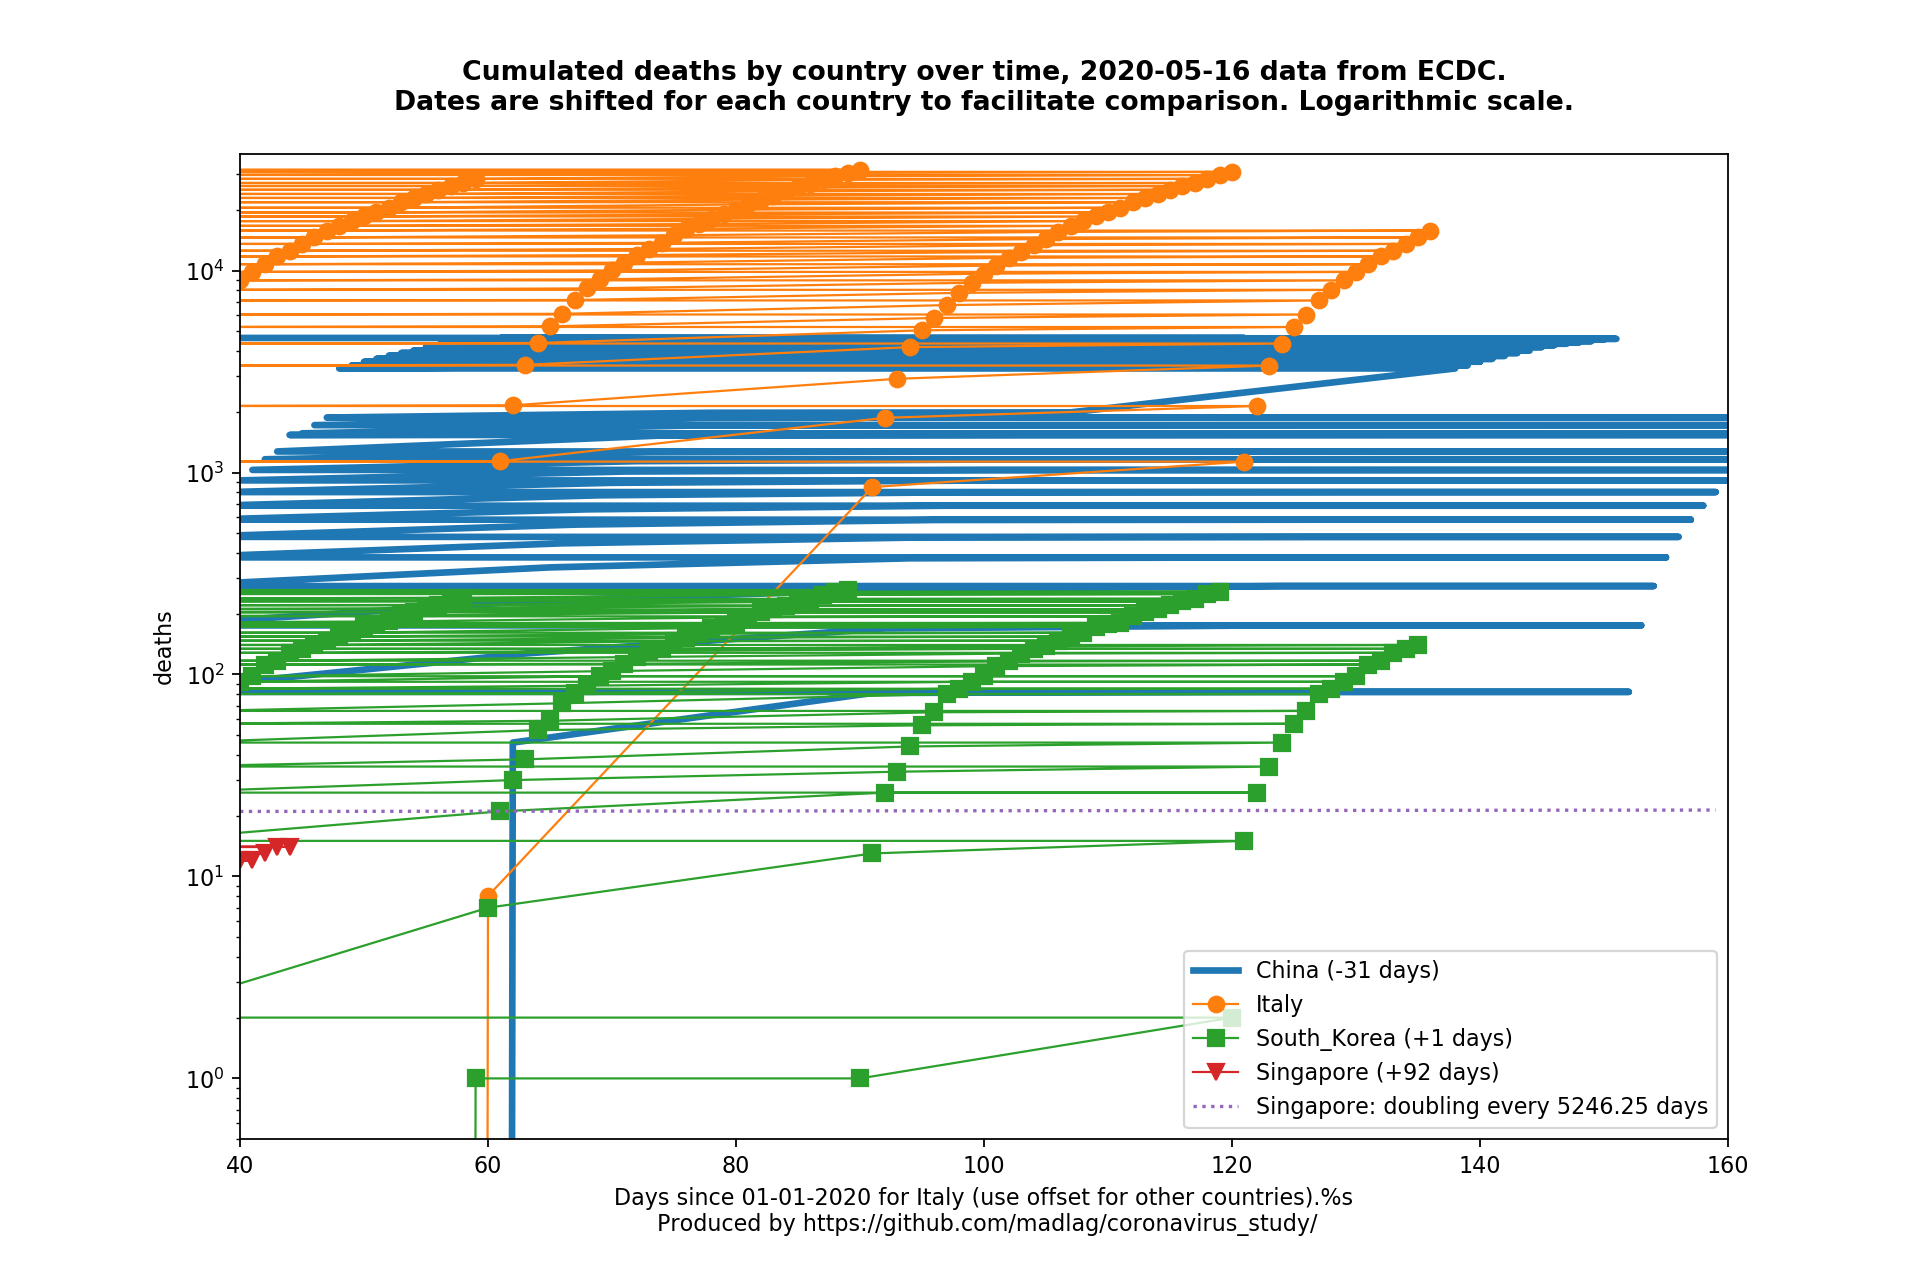 Cumulated deaths by country over time, 2020-05-16 data from ECDC.
Dates are shifted for each country to facilitate comparison. Logarithmic scale.
deaths
10⁴
10³
10²
10¹
10⁰
China (-31 days)
Italy
South_Korea (+1 days)
Singapore (+92 days)
Singapore: doubling every 5246.25 days
40 60 80 100 120 140 160
Days since 01-01-2020 for Italy (use offset for other countries).%s
Produced by https://github.com/madlag/coronavirus_study/